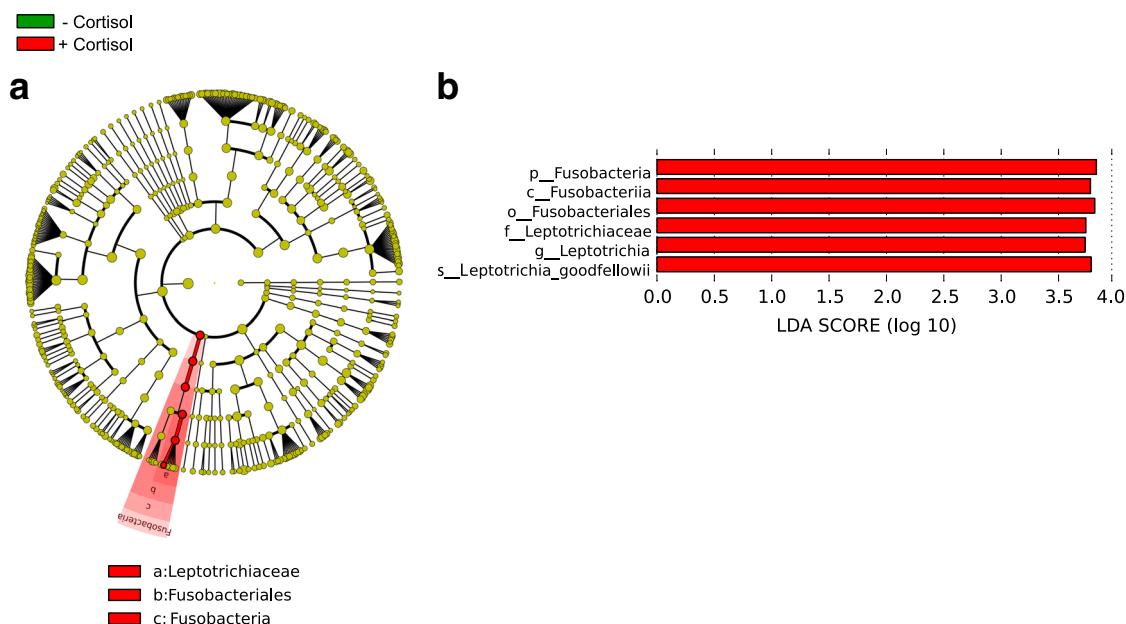 - Cortisol
+ Cortisol
a
b
a
b
c
Fusobacteria
a:Leptotrichiaceae
b:Fusobacteriales
c: Fusobacteria
p__Fusobacteria
c__Fusobacteriia
o__Fusobacteriales
f__Leptotrichiaceae
g__Leptotrichia
s__Leptotrichia_goodfellowii
0.0 0.5 1.0 1.5 2.0 2.5 3.0 3.5 4.0
LDA SCORE (log 10)